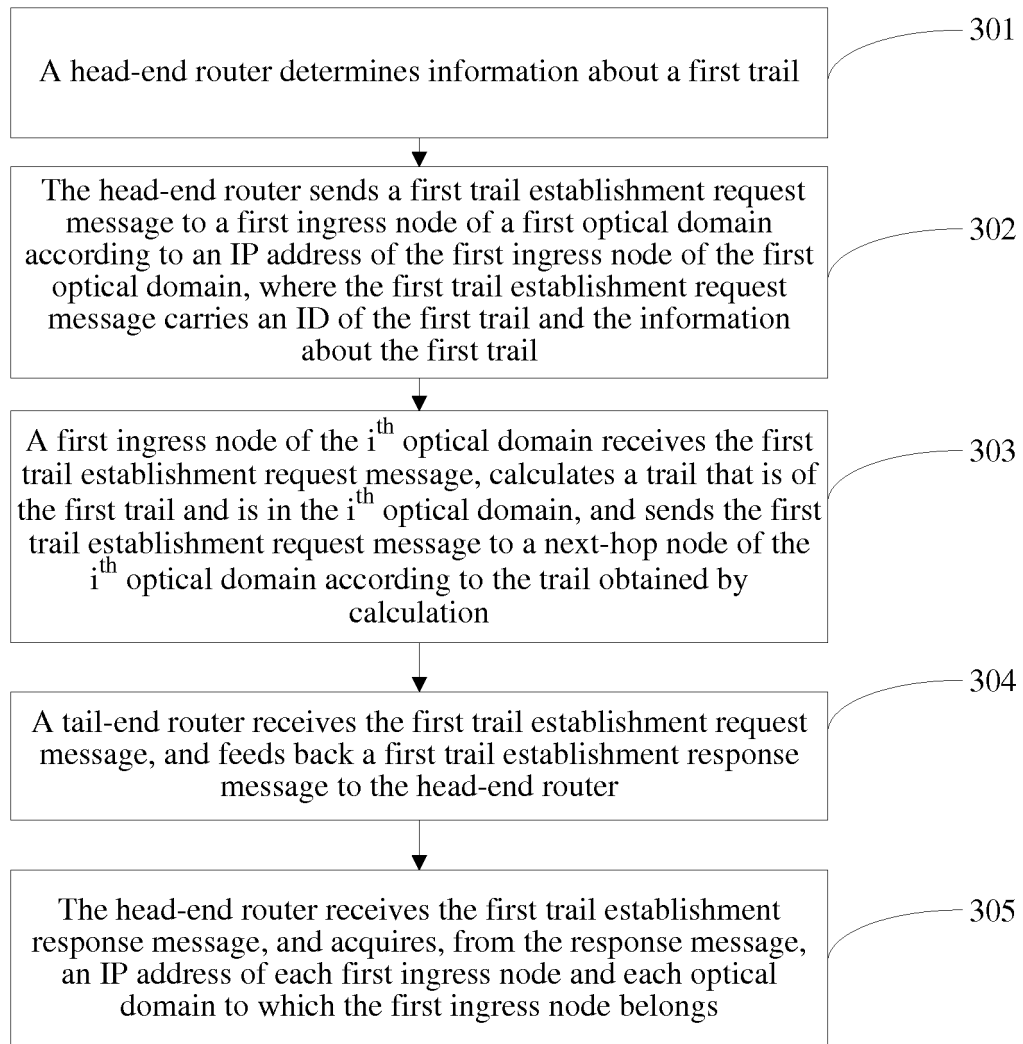 A head-end router determines information about a first trail
301
The head-end router sends a first trail establishment request
message to a first ingress node of a first optical domain
according to an IP address of the first ingress node of the first
optical domain, where the first trail establishment request
message carries an ID of the first trail and the information
about the first trail
302
A first ingress node of the i^th optical domain receives the first
trail establishment request message, calculates a trail that is of
the first trail and is in the i^th optical domain, and sends the first
trail establishment request message to a next-hop node of the
i^th optical domain according to the trail obtained by
calculation
303
A tail-end router receives the first trail establishment request
message, and feeds back a first trail establishment response
message to the head-end router
304
The head-end router receives the first trail establishment
response message, and acquires, from the response message,
an IP address of each first ingress node and each optical
domain to which the first ingress node belongs
305